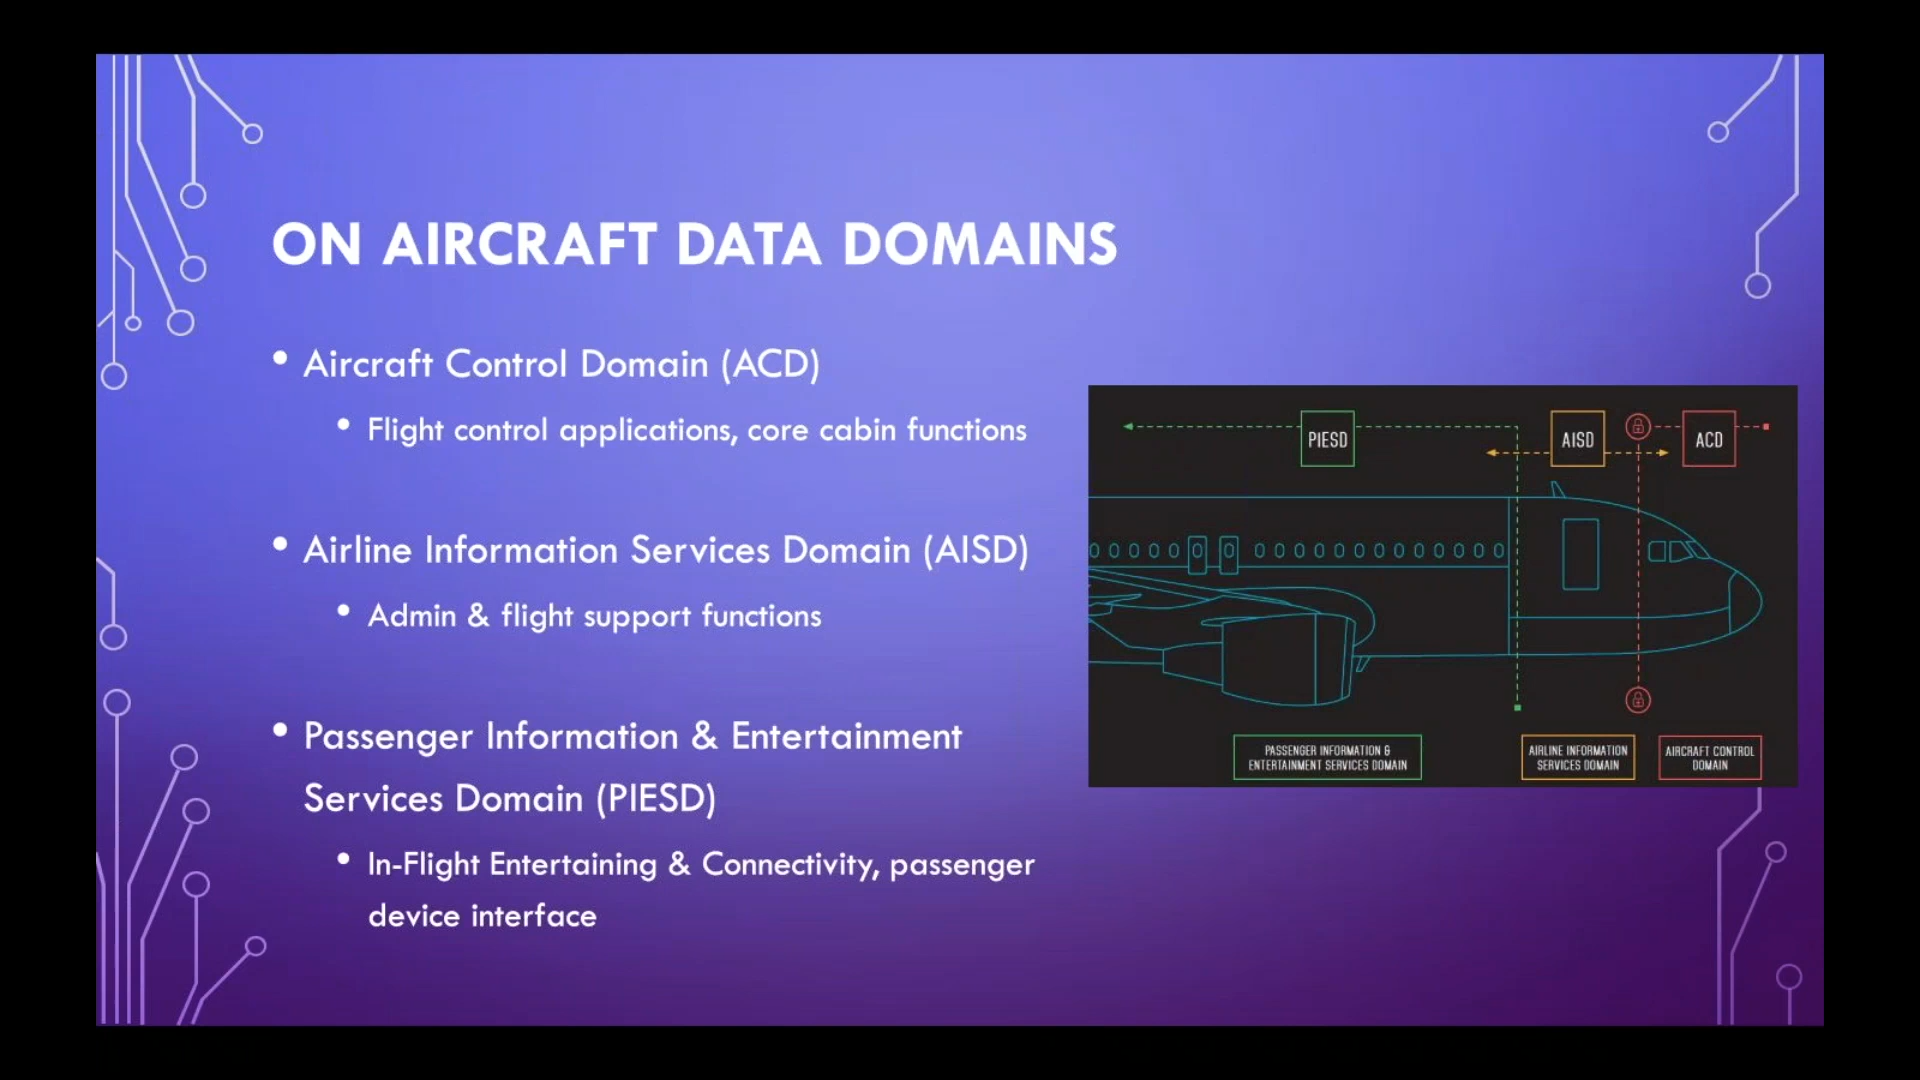 ON AIRCRAFT DATA DOMAINS
• Aircraft Control Domain (ACD)
• Flight control applications, core cabin functions
• Airline Information Services Domain (AISD)
• Admin & flight support functions
• Passenger Information & Entertainment
Services Domain (PIESD)
• In-Flight Entertaining & Connectivity, passenger
device interface
PIESD
AISD
ACD
PASSENGER INFORMATION &
ENTERTAINMENT SERVICES DOMAIN
AIRLINE INFORMATION
SERVICES DOMAIN
AIRCRAFT CONTROL
DOMAIN